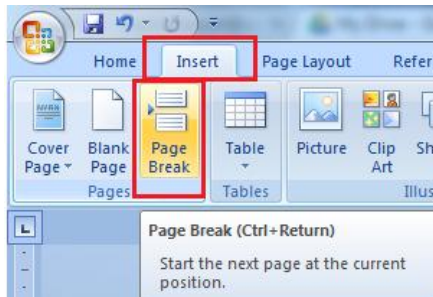 Home Insert Page Layout Refer
Cover Page Blank Page Page Break Table Picture Clip Art Sh
Pages Tables Illus
L
Page Break (Ctrl+Return)
Start the next page at the current
position.